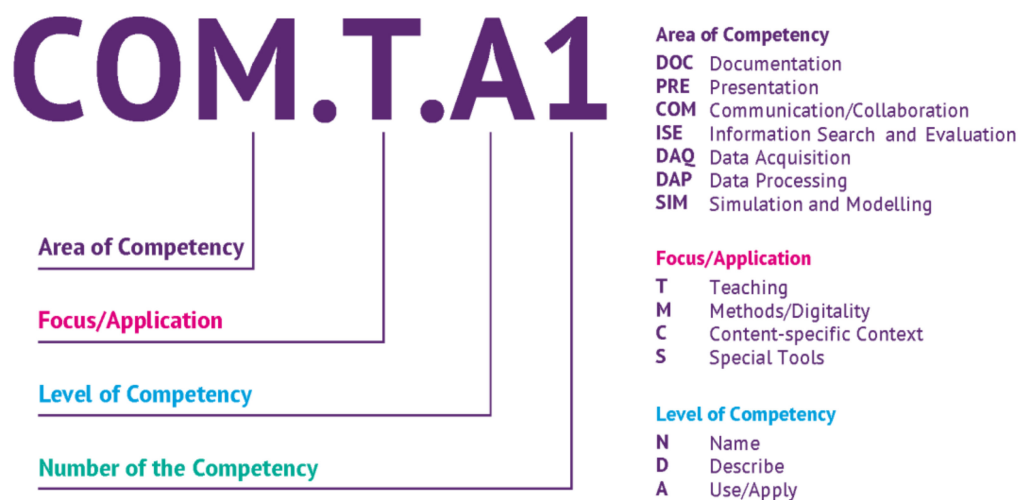 COM.T.A1
Area of Competency
Focus/Application
Level of Competency
Number of the Competency
Area of Competency
DOC Documentation
PRE Presentation
COM Communication/Collaboration
ISE Information Search and Evaluation
DAQ Data Acquisition
DAP Data Processing
SIM Simulation and Modelling
Focus/Application
T Teaching
M Methods/Digitality
C Content-specific Context
S Special Tools
Level of Competency
N Name
D Describe
A Use/Apply